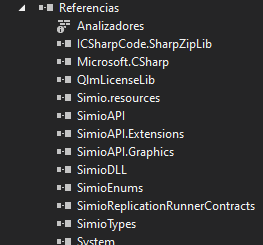 Referencias
Analizadores
ICSharpCode.SharpZipLib
Microsoft.CSharp
QlmLicenseLib
Simio.resources
SimioAPI
SimioAPI.Extensions
SimioAPI.Graphics
SimioDLL
SimioEnums
SimioReplicationRunnerContracts
SimioTypes
System